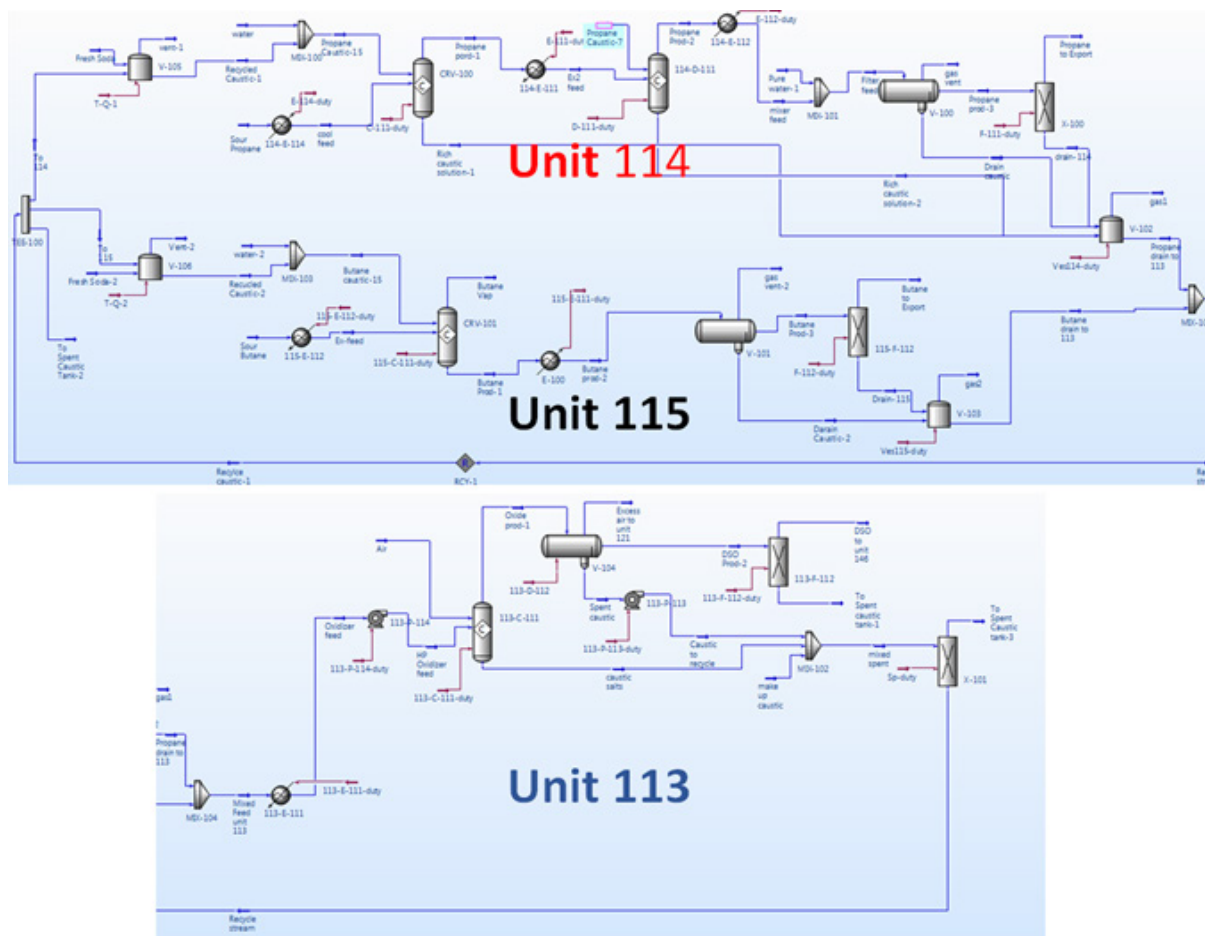 Fresh Soda
vent-1
V-105
T-Q-1
water
Recycled
Caustic-1
MIX-100
Propane
Caustic-15
E-114-duty
Sour
Propane
114-E-114
cool
feed
CRV-100
C-111-duty
Propane
pord-1
Rich
caustic
solution-1
E-111-duty
114-E-111
Ex2
feed
Propane
Caustic-7
Propane
Prod-2
114-D-111
D-111-duty
E-112-duty
114-E-112
Pure
water-1
mixer
feed
MIX-101
Filter
feed
gas
vent
V-100
Propane
prod-3
Propane
to Export
F-111-duty
X-100
drain-114
Drain
caustic
Rich
caustic
solution-2
Unit 114
gas1
V-102
Ves114-duty
Propane
drain to
113
To
114
TEE-100
To
115
Fresh Soda-2
Vent-2
V-106
T-Q-2
To
Spent
Caustic
Tank-2
water-2
Recucled
Caustic-2
MIX-103
Butane
caustic-15
115-E-112-duty
Sour
Butane
115-E-112
Ex-feed
Butane
Vap
CRV-101
115-C-111-duty
Butane
Prod-1
115-E-111-duty
E-100
Butane
prod-2
gas
vent-2
V-101
Butane
Prod-3
Butane
to
Export
115-F-112
F-112-duty
Drain-115
Darain
Caustic-2
gas2
V-103
Ves115-duty
Butane
drain to
113
Unit 115
Recylce
caustic-1
R
RCY-1
Air
Oxide
prod-1
Excess
air to
unit
121
V-104
113-D-112
DSO
Prod-2
DSO
to
unit
146
113-F-112
113-F-112-duty
To
Spent
caustic
tank-1
Oxidizer
feed
113-P-114
113-P-114-duty
HP
Oxidizer
feed
113-C-111
113-C-111-duty
Spent
caustic
113-P-113
113-P-113-duty
Caustic
to
recycle
caustic
salts
MIX-102
make
up
caustic
mixed
spent
To
Spent
Caustic
tank-3
Sp-duty
X-101
gas1
Propane
drain to
113
MIX-104
Mixed
Feed
unit
113
113-E-111
113-E-111-duty
Unit 113
Recycle
stream